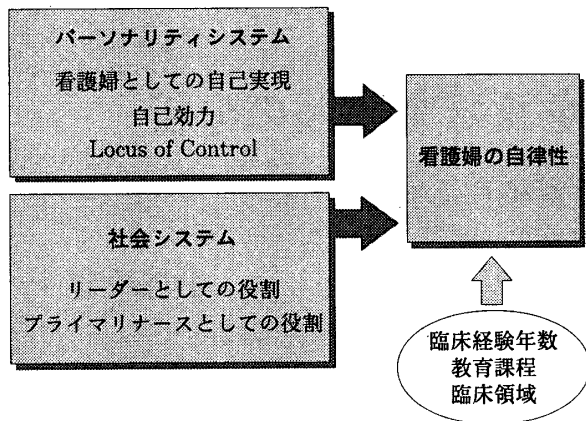 パーソナリティシステム
看護婦としての自己実現
自己効力
Locus of Control
看護婦の自律性
社会システム
リーダーとしての役割
プライマリナースとしての役割
臨床経験年数
教育課程
臨床領域